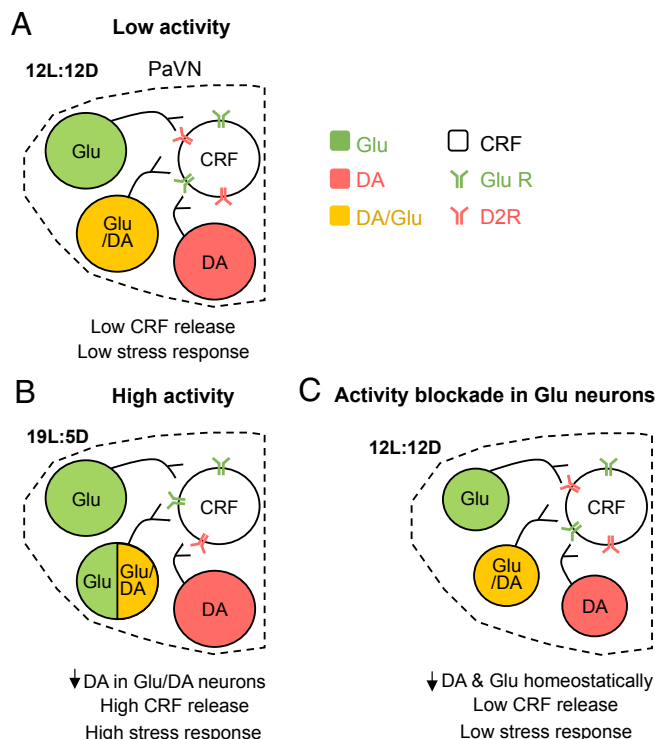 A
Low activity
12L:12D
PaVN
Glu
CRF
Glu
/DA
DA
Low CRF release
Low stress response
Glu
CRF
DA
Glu R
DA/Glu
D2R
B
High activity
19L:5D
Glu
CRF
Glu
Glu/
DA
DA
↓DA in Glu/DA neurons
High CRF release
High stress response
C
Activity blockade in Glu neurons
12L:12D
Glu
CRF
Glu
/DA
DA
↓ DA & Glu homeostatically
Low CRF release
Low stress response